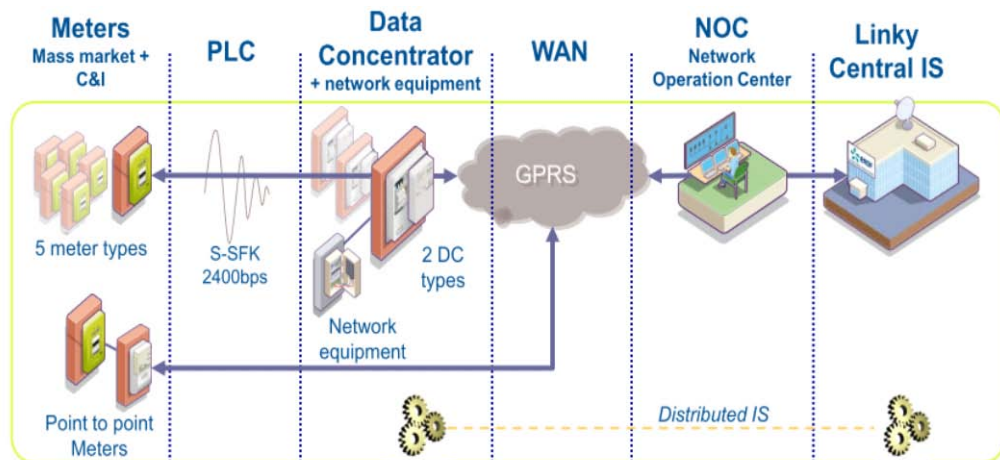 Meters
Mass market +
C&I
PLC
Data
Concentrator
+ network equipment
WAN
NOC
Network
Operation Center
Linky
Central IS
GPRS
5 meter types
S-SFK
2400bps
2 DC
types
Network
equipment
Point to point
Meters
Distributed IS